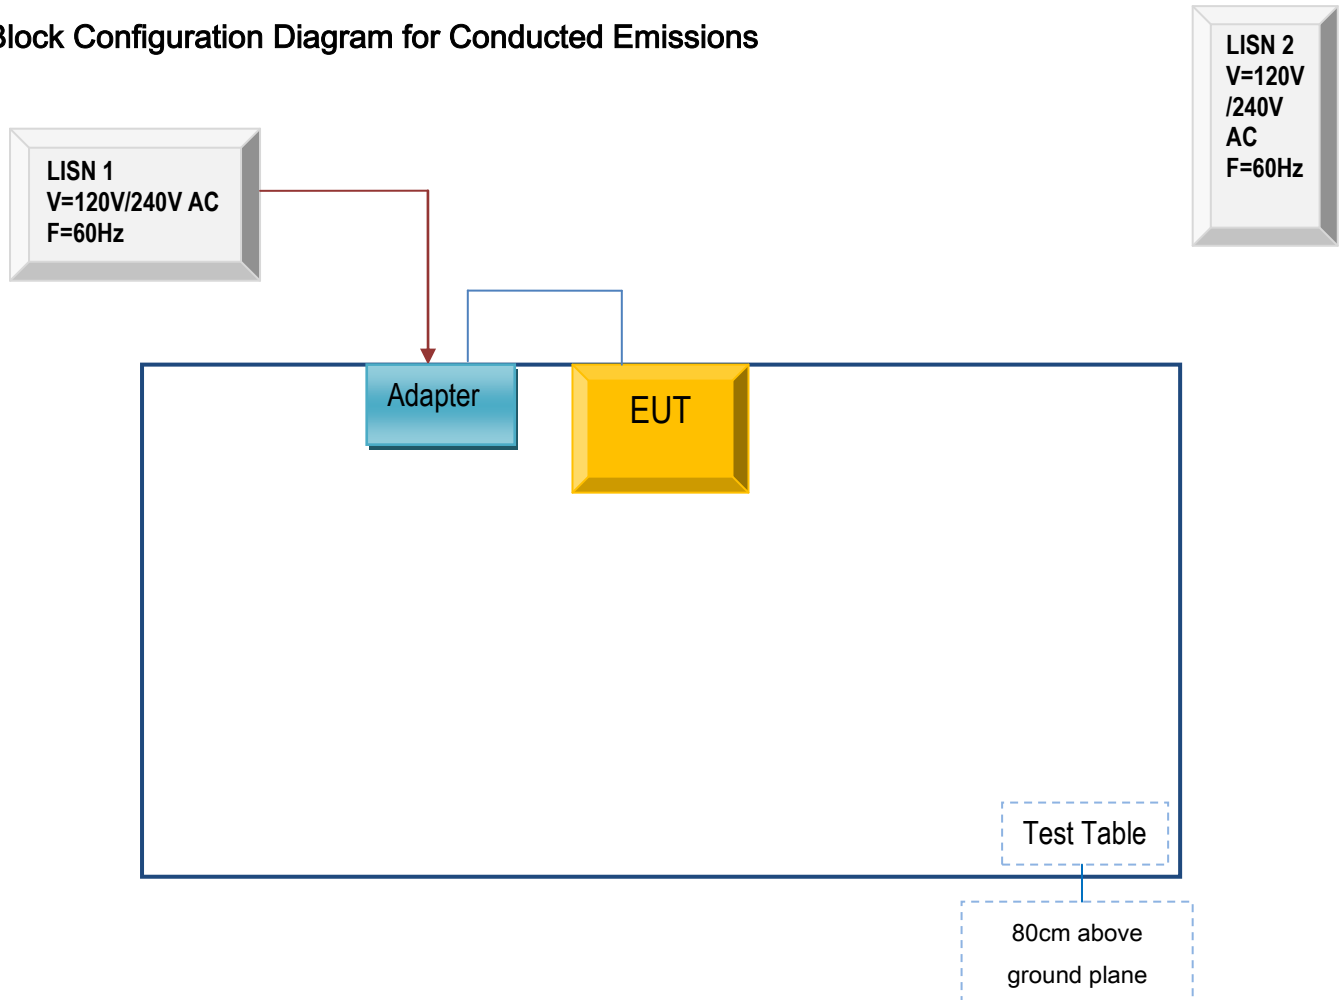 Block Configuration Diagram for Conducted Emissions
LISN 2
V=120V
/240V
AC
F=60Hz
LISN 1
V=120V/240V AC
F=60Hz
Adapter
EUT
Test Table
80cm above
ground plane